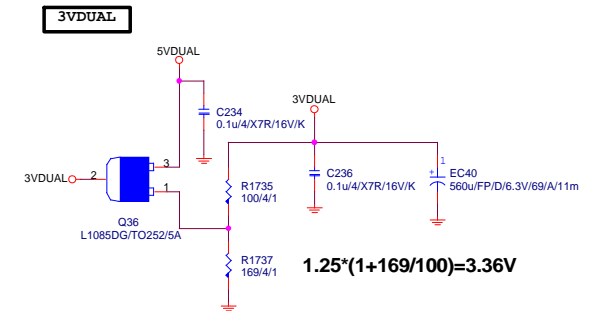 3VDUAL
5VDUAL
C234
0.1u/4/X7R/16V/K
3VDUAL
3
3VDUAL 2
1
Q36
L1085DG/TO252/5A
R1735
100/4/1
C236
0.1u/4/X7R/16V/K
1
+
EC40
560u/FP/D/6.3V/69/A/11m
R1737
169/4/1
1.25*(1+169/100)=3.36V